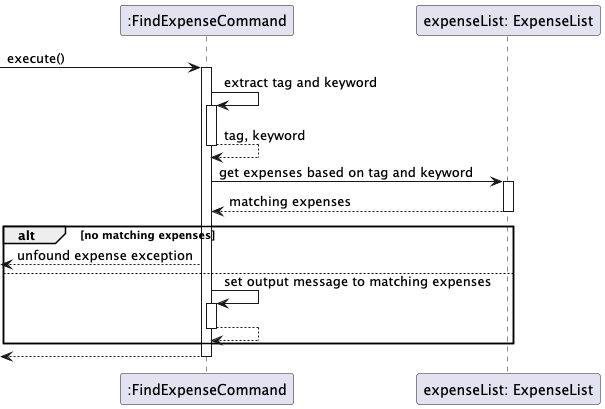 :FindExpenseCommand
expenseList: ExpenseList
execute()
extract tag and keyword
tag, keyword
get expenses based on tag and keyword
matching expenses
alt
[no matching expenses]
unfound expense exception
set output message to matching expenses
:FindExpenseCommand
expenseList: ExpenseList